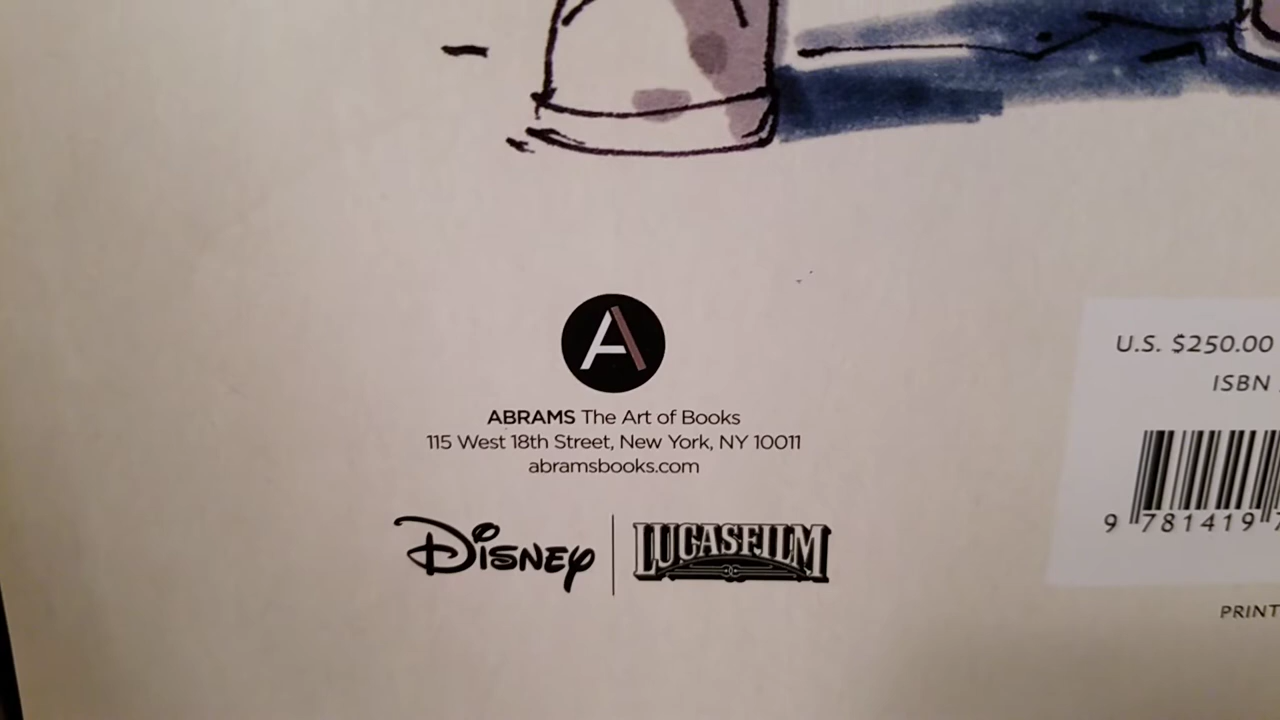 A
ABRAMS The Art of Books
115 West 18th Street, New York, NY 10011
abramsbooks.com
DISNEY
LUCASFILM
U.S. $250.00
ISBN
9 781419
PRINT